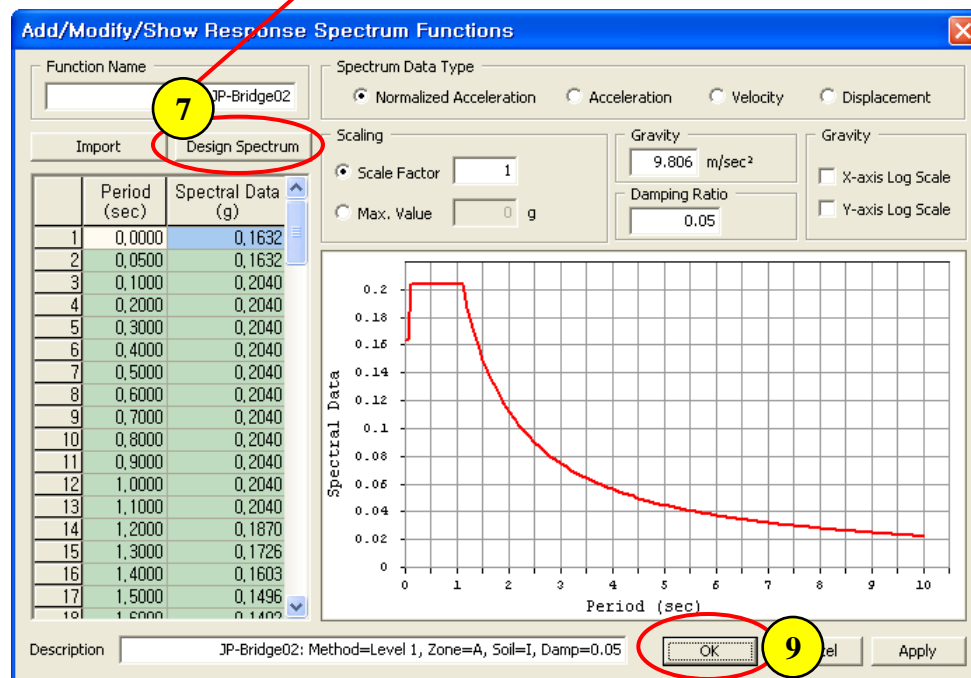 Add/Modify/Show Response Spectrum Functions
Function Name
JP-Bridge02
7
Import
Design Spectrum
Spectrum Data Type
Normalized Acceleration
Acceleration
Velocity
Displacement
Scaling
Scale Factor
1
Max. Value
0 g
Gravity
9.806 m/sec²
Damping Ratio
0.05
Gravity
X-axis Log Scale
Y-axis Log Scale
Period (sec) Spectral Data (g)
1 0,0000 0,1632
2 0,0500 0,1632
3 0,1000 0,2040
4 0,2000 0,2040
5 0,3000 0,2040
6 0,4000 0,2040
7 0,5000 0,2040
8 0,6000 0,2040
9 0,7000 0,2040
10 0,8000 0,2040
11 0,9000 0,2040
12 1,0000 0,2040
13 1,1000 0,2040
14 1,2000 0,1870
15 1,3000 0,1726
16 1,4000 0,1603
17 1,5000 0,1496
18 1,6000 0,1402
Spectral Data
0.2
0.18
0.16
0.14
0.12
0.1
0.08
0.06
0.04
0.02
0
0 1 2 3 4 5 6 7 8 9 10
Period (sec)
Description
JP-Bridge02: Method=Level 1, Zone=A, Soil=I, Damp=0.05
OK
9
Apply